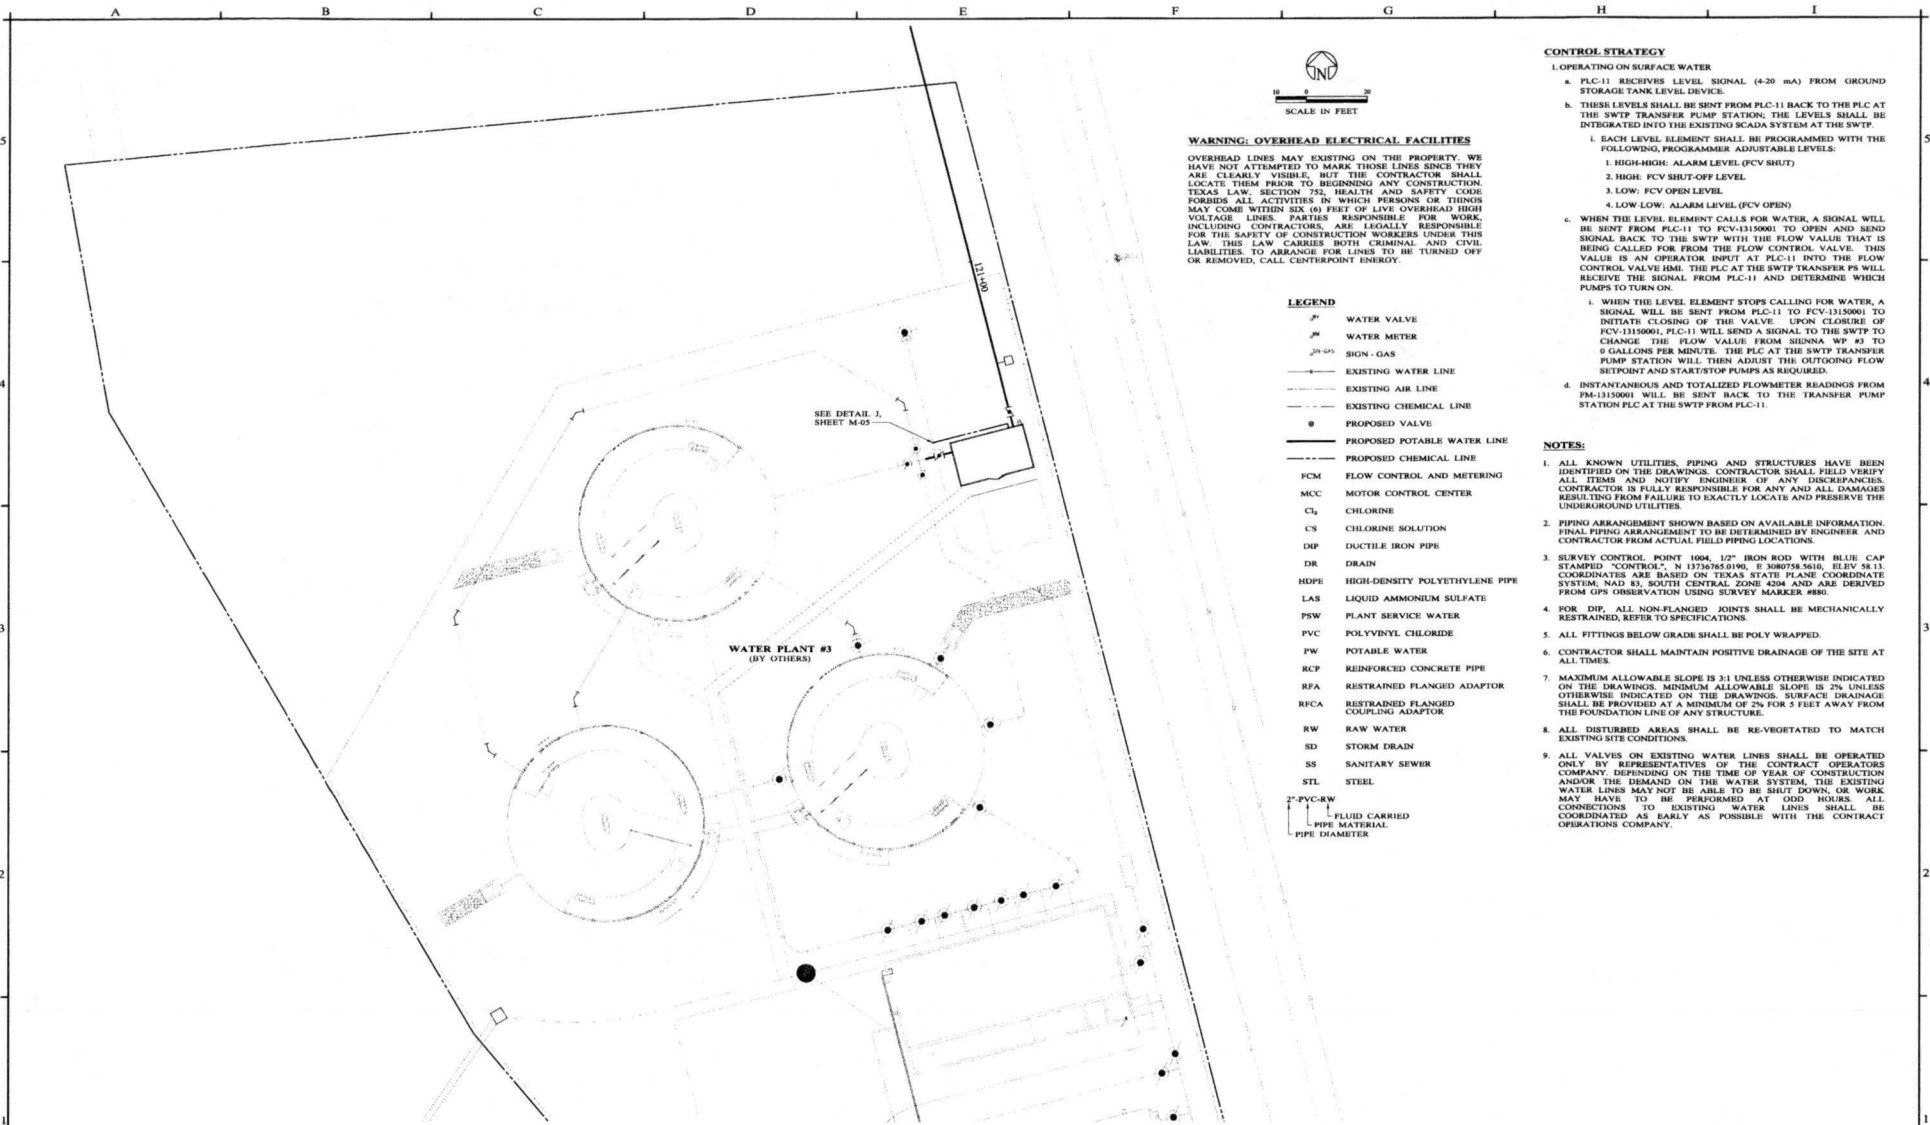 A B C D E F G H I
5 5
4 4
3 3
2 2
1 1
121+00
SEE DETAIL J,
SHEET M-05
WATER PLANT #3
(BY OTHERS)
N
10 0 20
SCALE IN FEET
WARNING: OVERHEAD ELECTRICAL FACILITIES
OVERHEAD LINES MAY EXISTING ON THE PROPERTY. WE
HAVE NOT ATTEMPTED TO MARK THOSE LINES SINCE THEY
ARE CLEARLY VISIBLE, BUT THE CONTRACTOR SHALL
LOCATE THEM PRIOR TO BEGINNING ANY CONSTRUCTION.
TEXAS LAW, SECTION 752, HEALTH AND SAFETY CODE
FORBIDS ALL ACTIVITIES IN WHICH PERSONS OR THINGS
MAY COME WITHIN SIX (6) FEET OF LIVE OVERHEAD HIGH
VOLTAGE LINES. PARTIES RESPONSIBLE FOR WORK,
INCLUDING CONTRACTORS, ARE LEGALLY RESPONSIBLE
FOR THE SAFETY OF CONSTRUCTION WORKERS UNDER THIS
LAW. THIS LAW CARRIES BOTH CRIMINAL AND CIVIL
LIABILITIES. TO ARRANGE FOR LINES TO BE TURNED OFF
OR REMOVED, CALL CENTERPOINT ENERGY.
LEGEND
WATER VALVE
WATER METER
SIGN - GAS
EXISTING WATER LINE
EXISTING AIR LINE
EXISTING CHEMICAL LINE
PROPOSED VALVE
PROPOSED POTABLE WATER LINE
PROPOSED CHEMICAL LINE
FCM FLOW CONTROL AND METERING
MCC MOTOR CONTROL CENTER
Cl₂ CHLORINE
CS CHLORINE SOLUTION
DIP DUCTILE IRON PIPE
DR DRAIN
HDPE HIGH-DENSITY POLYETHYLENE PIPE
LAS LIQUID AMMONIUM SULFATE
PSW PLANT SERVICE WATER
PVC POLYVINYL CHLORIDE
PW POTABLE WATER
RCP REINFORCED CONCRETE PIPE
RFA RESTRAINED FLANGED ADAPTOR
RFCA RESTRAINED FLANGED
COUPLING ADAPTOR
RW RAW WATER
SD STORM DRAIN
SS SANITARY SEWER
STL STEEL
2"-PVC-RW
FLUID CARRIED
PIPE MATERIAL
PIPE DIAMETER
CONTROL STRATEGY
1. OPERATING ON SURFACE WATER
a. PLC-11 RECEIVES LEVEL SIGNAL (4-20 mA) FROM GROUND
STORAGE TANK LEVEL DEVICE.
b. THESE LEVELS SHALL BE SENT FROM PLC-11 BACK TO THE PLC AT
THE SWTP TRANSFER PUMP STATION; THE LEVELS SHALL BE
INTEGRATED INTO THE EXISTING SCADA SYSTEM AT THE SWTP.
i. EACH LEVEL ELEMENT SHALL BE PROGRAMMED WITH THE
FOLLOWING, PROGRAMMER ADJUSTABLE LEVELS:
1. HIGH-HIGH: ALARM LEVEL (FCV SHUT)
2. HIGH: FCV SHUT-OFF LEVEL
3. LOW: FCV OPEN LEVEL
4. LOW-LOW: ALARM LEVEL (FCV OPEN)
c. WHEN THE LEVEL ELEMENT CALLS FOR WATER, A SIGNAL WILL
BE SENT FROM PLC-11 TO FCV-13150001 TO OPEN AND SEND
SIGNAL BACK TO THE SWTP WITH THE FLOW VALUE THAT IS
BEING CALLED FOR FROM THE FLOW CONTROL VALVE. THIS
VALUE IS AN OPERATOR INPUT AT PLC-11 INTO THE FLOW
CONTROL VALVE HMI. THE PLC AT THE SWTP TRANSFER PS WILL
RECEIVE THE SIGNAL FROM PLC-11 AND DETERMINE WHICH
PUMPS TO TURN ON.
i. WHEN THE LEVEL ELEMENT STOPS CALLING FOR WATER, A
SIGNAL WILL BE SENT FROM PLC-11 TO FCV-13150001 TO
INITIATE CLOSING OF THE VALVE. UPON CLOSURE OF
FCV-13150001, PLC-11 WILL SEND A SIGNAL TO THE SWTP TO
CHANGE THE FLOW VALUE FROM SIENNA WP #3 TO
0 GALLONS PER MINUTE. THE PLC AT THE SWTP TRANSFER
PUMP STATION WILL THEN ADJUST THE OUTGOING FLOW
SETPOINT AND START/STOP PUMPS AS REQUIRED.
d. INSTANTANEOUS AND TOTALIZED FLOWMETER READINGS FROM
FM-13150001 WILL BE SENT BACK TO THE TRANSFER PUMP
STATION PLC AT THE SWTP FROM PLC-11.
NOTES:
1. ALL KNOWN UTILITIES, PIPING AND STRUCTURES HAVE BEEN
IDENTIFIED ON THE DRAWINGS. CONTRACTOR SHALL FIELD VERIFY
ALL ITEMS AND NOTIFY ENGINEER OF ANY DISCREPANCIES.
CONTRACTOR IS FULLY RESPONSIBLE FOR ANY AND ALL DAMAGES
RESULTING FROM FAILURE TO EXACTLY LOCATE AND PRESERVE THE
UNDERGROUND UTILITIES.
2. PIPING ARRANGEMENT SHOWN BASED ON AVAILABLE INFORMATION.
FINAL PIPING ARRANGEMENT TO BE DETERMINED BY ENGINEER AND
CONTRACTOR FROM ACTUAL FIELD PIPING LOCATIONS.
3. SURVEY CONTROL POINT 1004, 1/2" IRON ROD WITH BLUE CAP
STAMPED "CONTROL", N 13736765.0190, E 3080758.5610, ELEV 58.13.
COORDINATES ARE BASED ON TEXAS STATE PLANE COORDINATE
SYSTEM; NAD 83, SOUTH CENTRAL ZONE 4204 AND ARE DERIVED
FROM GPS OBSERVATION USING SURVEY MARKER #880.
4. FOR DIP, ALL NON-FLANGED JOINTS SHALL BE MECHANICALLY
RESTRAINED, REFER TO SPECIFICATIONS.
5. ALL FITTINGS BELOW GRADE SHALL BE POLY WRAPPED.
6. CONTRACTOR SHALL MAINTAIN POSITIVE DRAINAGE OF THE SITE AT
ALL TIMES.
7. MAXIMUM ALLOWABLE SLOPE IS 3:1 UNLESS OTHERWISE INDICATED
ON THE DRAWINGS. MINIMUM ALLOWABLE SLOPE IS 2% UNLESS
OTHERWISE INDICATED ON THE DRAWINGS. SURFACE DRAINAGE
SHALL BE PROVIDED AT A MINIMUM OF 2% FOR 5 FEET AWAY FROM
THE FOUNDATION LINE OF ANY STRUCTURE.
8. ALL DISTURBED AREAS SHALL BE RE-VEGETATED TO MATCH
EXISTING SITE CONDITIONS.
9. ALL VALVES ON EXISTING WATER LINES SHALL BE OPERATED
ONLY BY REPRESENTATIVES OF THE CONTRACT OPERATORS
COMPANY. DEPENDING ON THE TIME OF YEAR OF CONSTRUCTION
AND/OR THE DEMAND ON THE WATER SYSTEM, THE EXISTING
WATER LINES MAY NOT BE ABLE TO BE SHUT DOWN, OR WORK
MAY HAVE TO BE PERFORMED AT ODD HOURS. ALL
CONNECTIONS TO EXISTING WATER LINES SHALL BE
COORDINATED AS EARLY AS POSSIBLE WITH THE CONTRACT
OPERATIONS COMPANY.